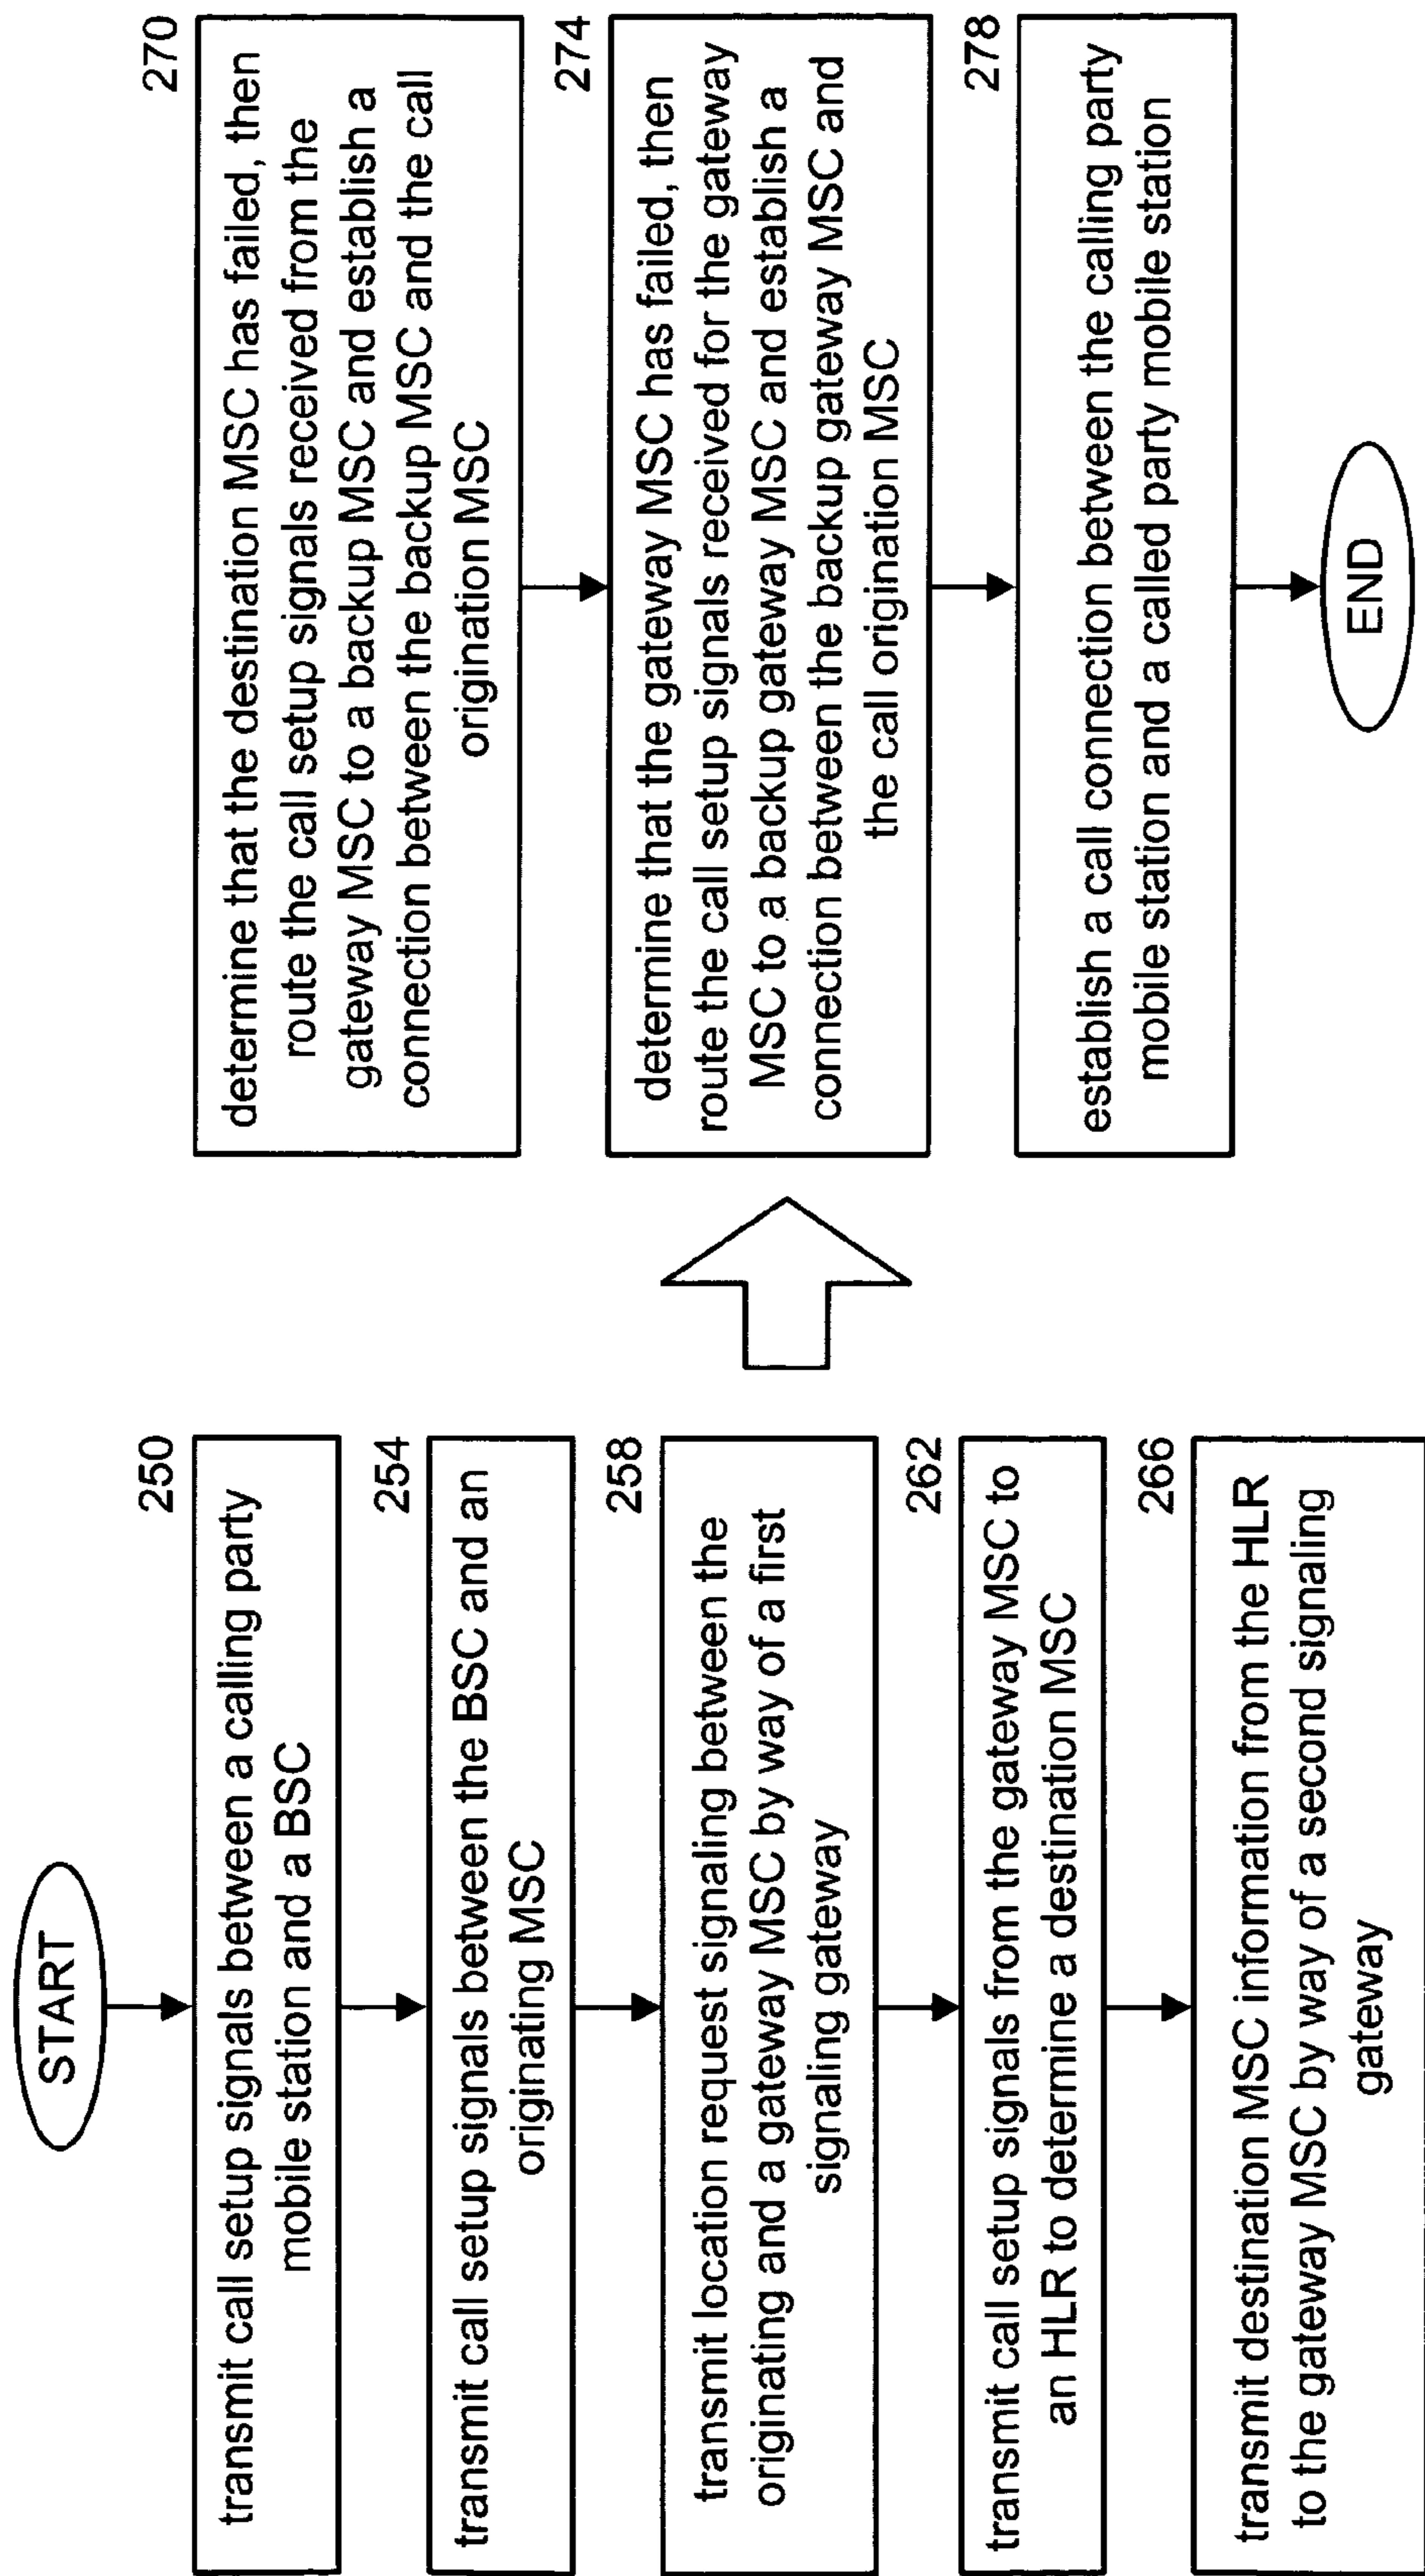 START
250
transmit call setup signals between a calling party
mobile station and a BSC
254
transmit call setup signals between the BSC and an
originating MSC
258
transmit location request signaling between the
originating and a gateway MSC by way of a first
signaling gateway
262
transmit call setup signals from the gateway MSC to
an HLR to determine a destination MSC
266
transmit destination MSC information from the HLR
to the gateway MSC by way of a second signaling
gateway
270
determine that the destination MSC has failed, then
route the call setup signals received from the
gateway MSC to a backup MSC and establish a
connection between the backup MSC and the call
origination MSC
274
determine that the gateway MSC has failed, then
route the call setup signals received for the gateway
MSC to a backup gateway MSC and establish a
connection between the backup gateway MSC and
the call origination MSC
278
establish a call connection between the calling party
mobile station and a called party mobile station
END